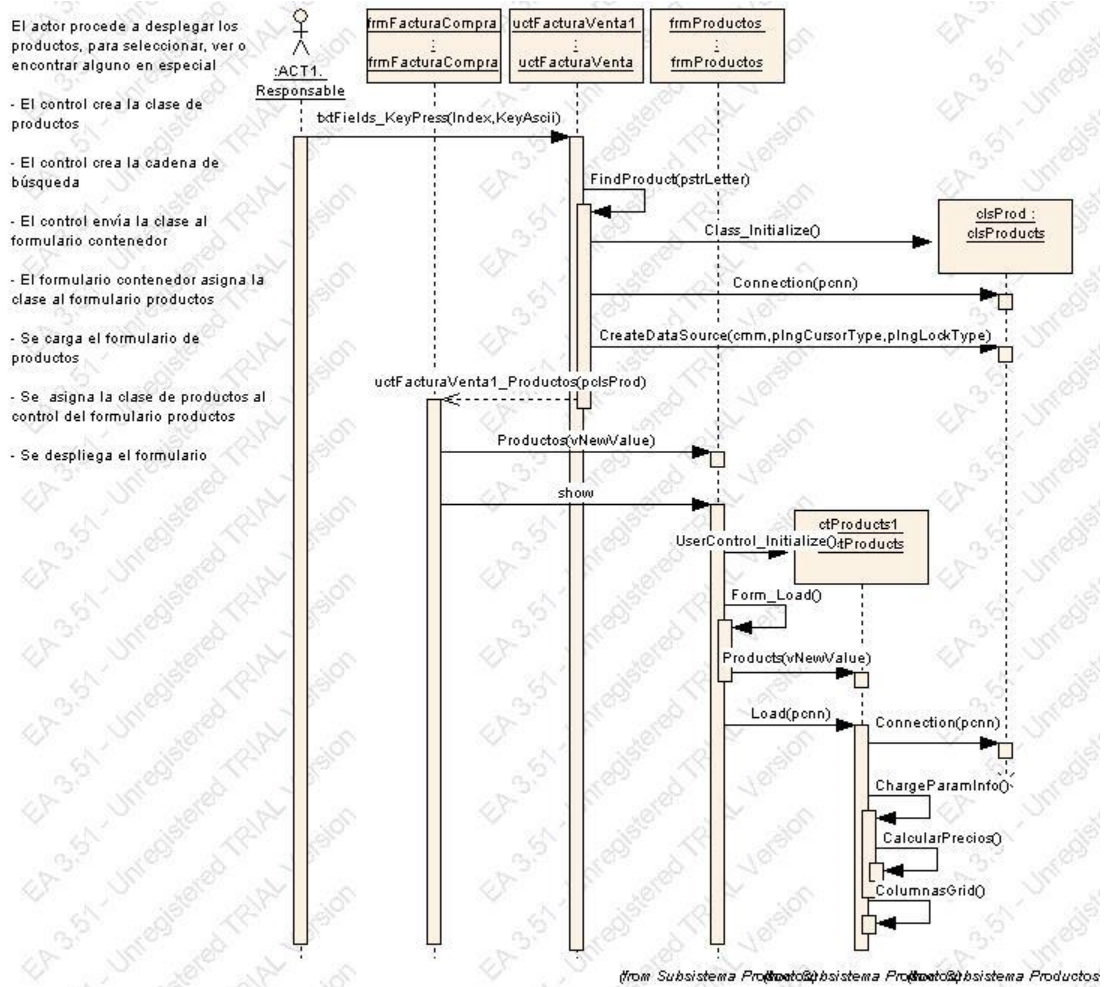 El actor procede a desplegar los
productos, para seleccionar, ver o
encontrar alguno en especial
- El control crea la clase de
productos
- El control crea la cadena de
búsqueda
- El control envía la clase al
formulario contenedor
- El formulario contenedor asigna la
clase al formulario productos
- Se carga el formulario de
productos
- Se asigna la clase de productos al
control del formulario productos
- Se despliega el formulario
:ACT1.
Responsable
frmFacturaCompra
:
frmFacturaCompra
uctFacturaVenta1
:
uctFacturaVenta
frmProductos
:
frmProductos
txtFields_KeyPress(Index,KeyAscii)
FindProduct(pstrLetter)
clsProd :
clsProducts
Class_Initialize()
Connection(pcnn)
CreateDataSource(cmm,plngCursorType,plngLockType)
uctFacturaVenta1_Productos(pclsProd)
Productos(vNewValue)
show
ctProducts1
UserControl_Initialize()
tProducts
Form_Load()
Products(vNewValue)
Load(pcnn)
Connection(pcnn)
ChargeParamInfo()
CalcularPrecios()
ColumnasGrid()
(from Subsistema
Subsistema Productos
EA 3.51 - Unregistered TRIAL Version